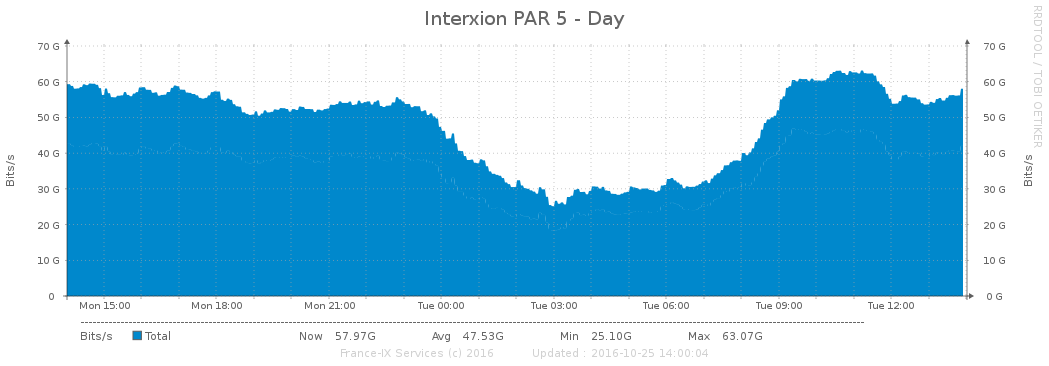 Interxion PAR 5 - Day
RRDTOOL / TOBI OETIKER
Bits/s
70 G 70 G
60 G 60 G
50 G 50 G
40 G 40 G
30 G 30 G
20 G 20 G
10 G 10 G
0 0 G
Bits/s
Mon 15:00 Mon 18:00 Mon 21:00 Tue 00:00 Tue 03:00 Tue 06:00 Tue 09:00 Tue 12:00
Bits/s Total Now 57.97G Avg 47.53G Min 25.10G Max 63.07G
France-IX Services (c) 2016 Updated : 2016-10-25 14:00:04